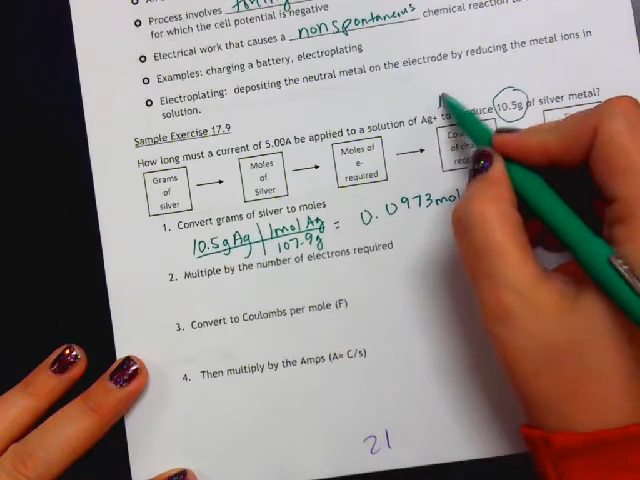 Process involves
for which the cell potential is negative
Electrical work that causes a nonspontaneous chemical reaction to
Examples: charging a battery, electroplating
Electroplating: depositing the neutral metal on the electrode by reducing the metal ions in
solution.
Sample Exercise 17.9
How long must a current of 5.00A be applied to a solution of Ag+ to 10.5g of silver metal?
Grams
of
silver
Moles
of
Silver
Moles of
e-
required
1. Convert grams of silver to moles
10.5gAg | 1molAg = 0.0973mol
107.9g
2. Multiple by the number of electrons required
3. Convert to Coulombs per mole (F)
4. Then multiply by the Amps (A= C/s)
21